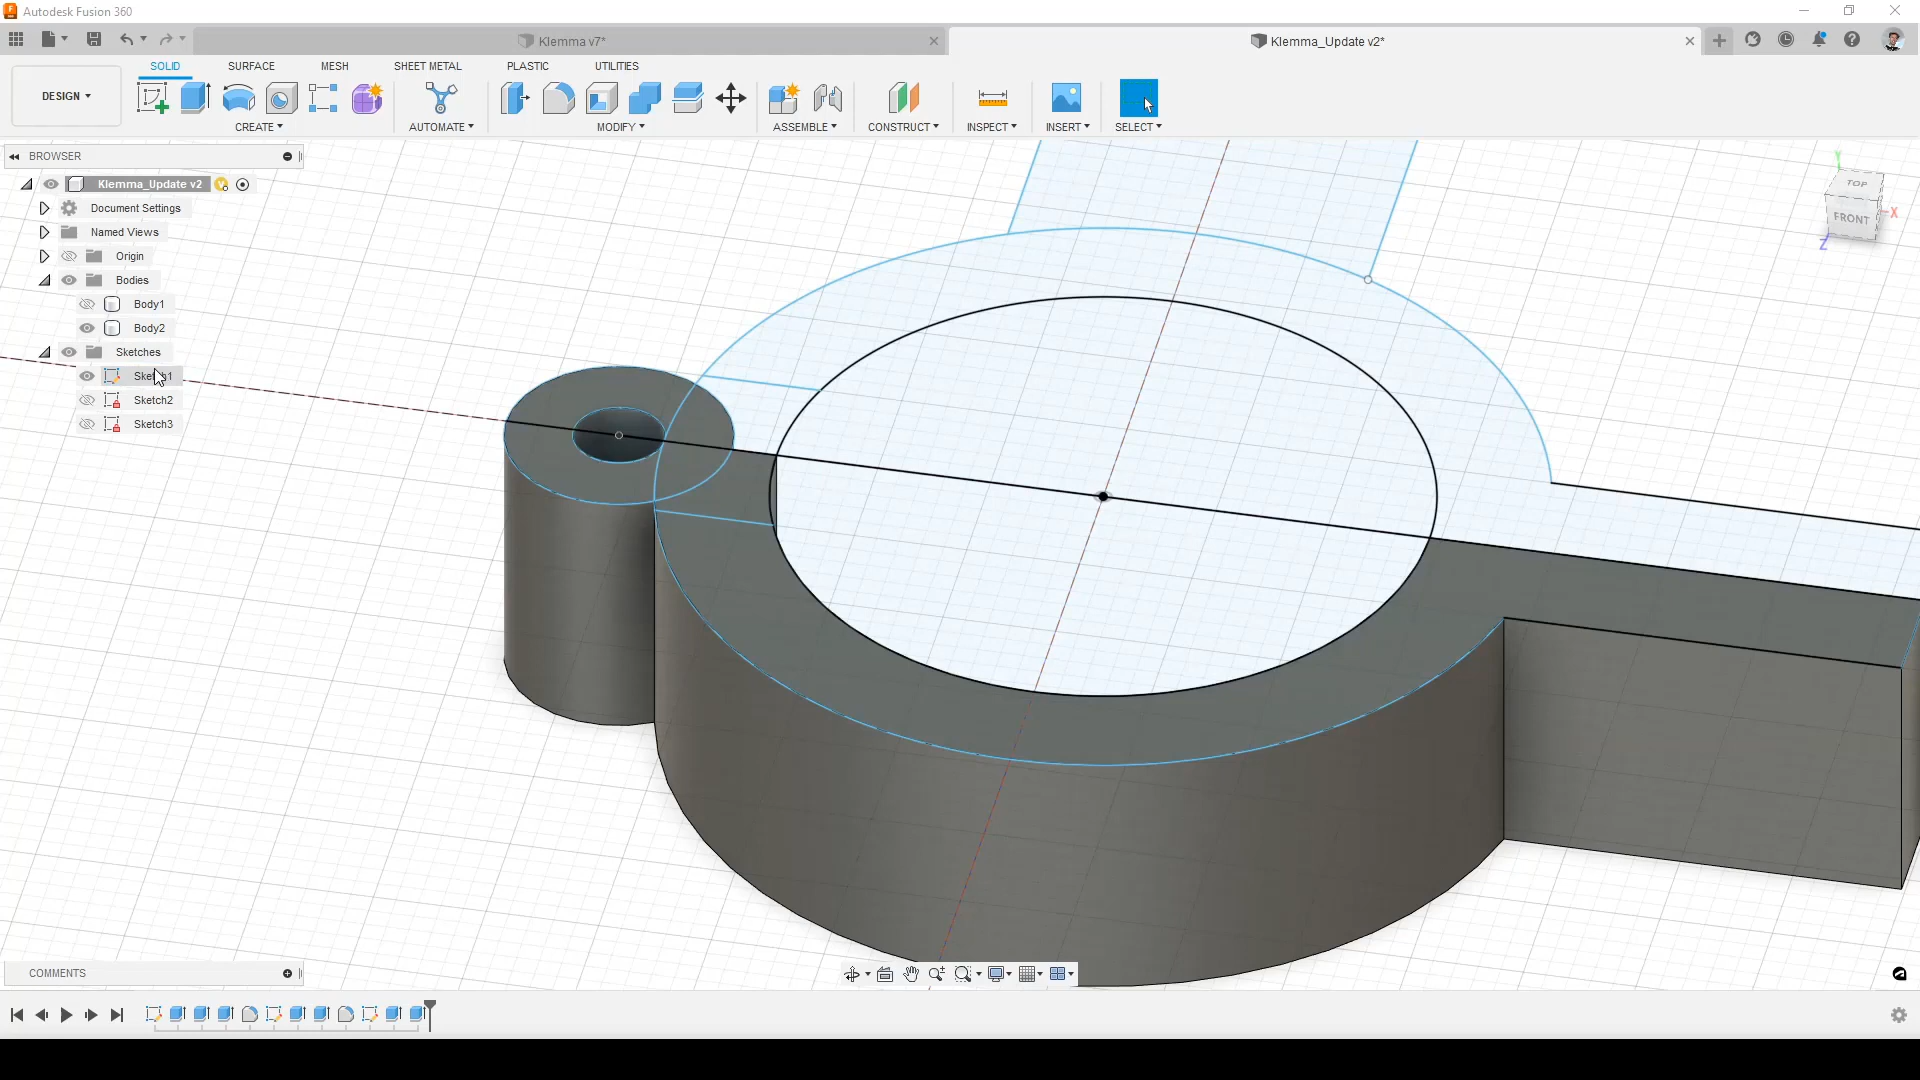 Autodesk Fusion 360
Klemma v7*
Klemma_Update v2*
DESIGN
SOLID
SURFACE
MESH
SHEET METAL
PLASTIC
UTILITIES
CREATE
AUTOMATE
MODIFY
ASSEMBLE
CONSTRUCT
INSPECT
INSERT
SELECT
BROWSER
Klemma_Update v2
Document Settings
Named Views
Origin
Bodies
Body1
Body2
Sketches
Sketch1
Sketch2
Sketch3
Y
TOP
FRONT
X
Z
COMMENTS